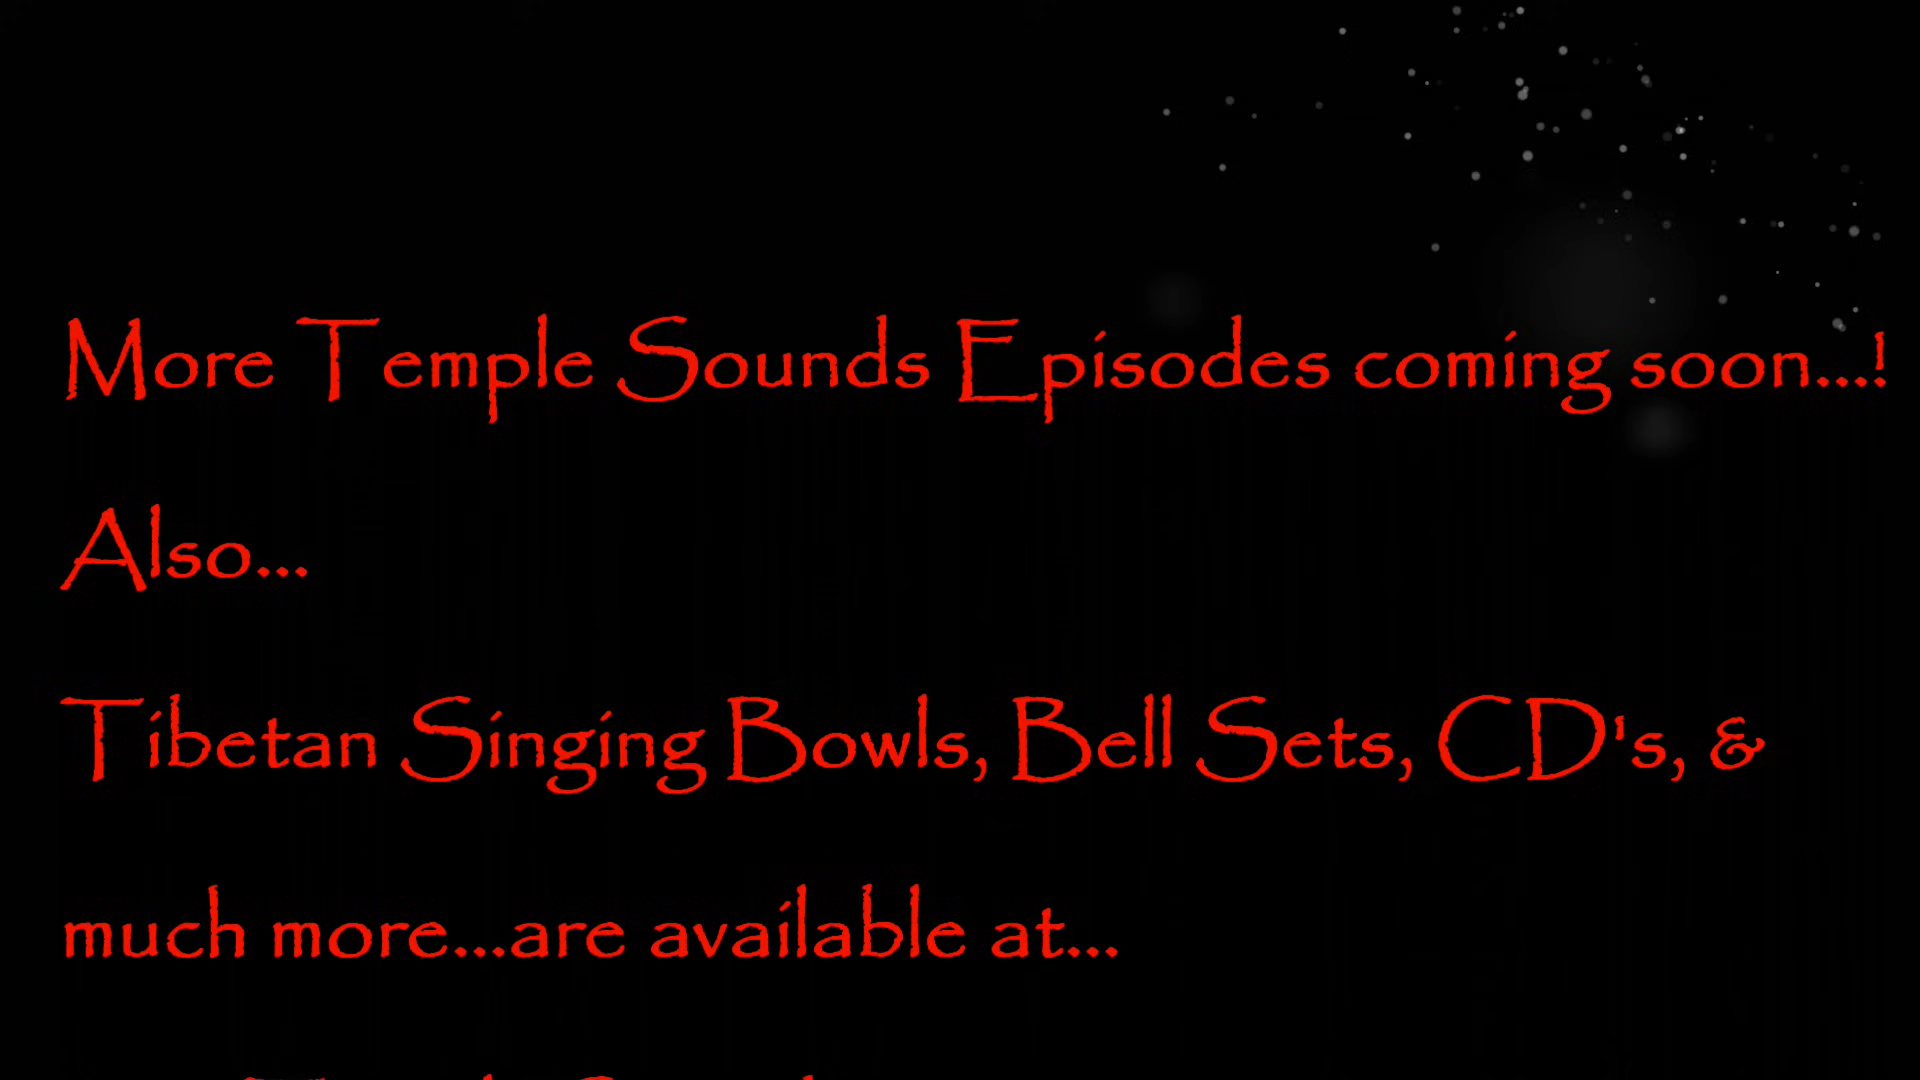 More Temple Sounds Episodes coming soon...!
Also...
Tibetan Singing Bowls, Bell Sets, CD's, &
much more...are available at...